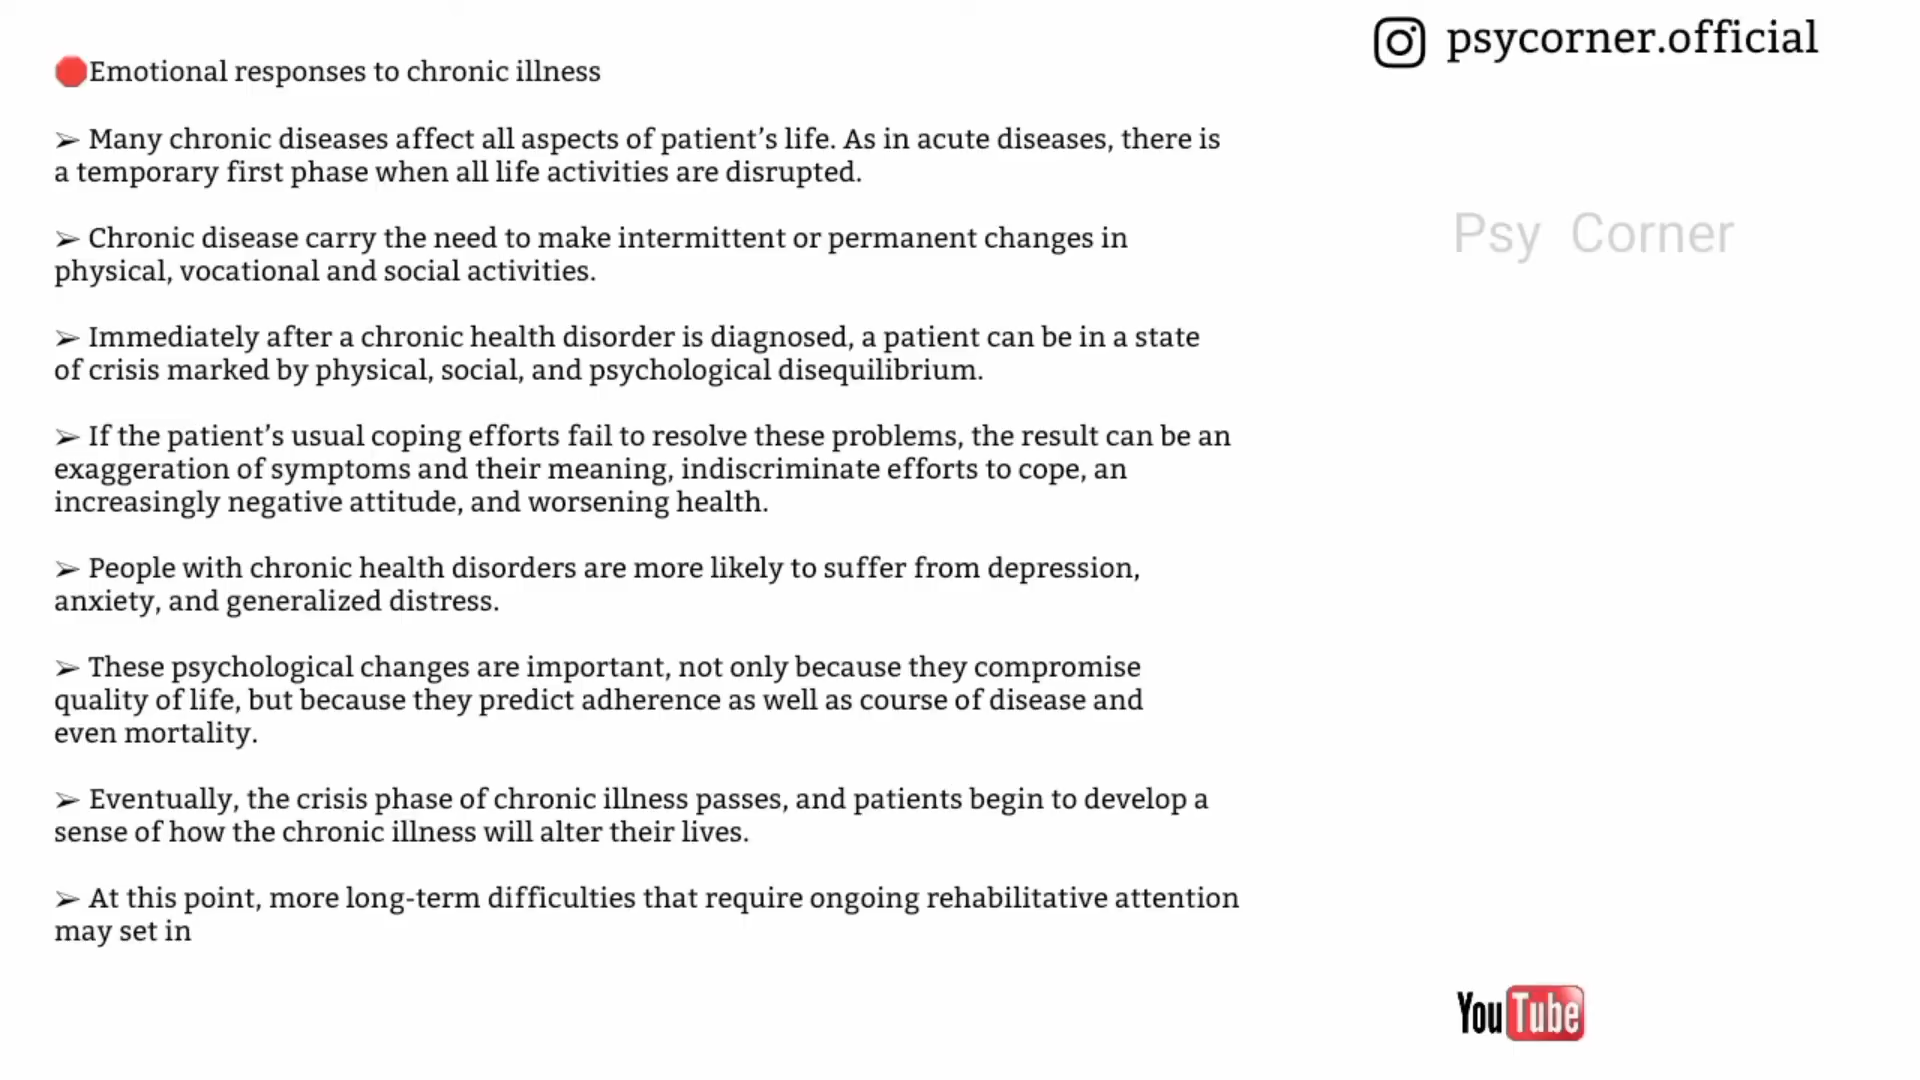 psycorner.official
🛑Emotional responses to chronic illness
➢ Many chronic diseases affect all aspects of patient’s life. As in acute diseases, there is
a temporary first phase when all life activities are disrupted.
Psy Corner
➢ Chronic disease carry the need to make intermittent or permanent changes in
physical, vocational and social activities.
➢ Immediately after a chronic health disorder is diagnosed, a patient can be in a state
of crisis marked by physical, social, and psychological disequilibrium.
➢ If the patient’s usual coping efforts fail to resolve these problems, the result can be an
exaggeration of symptoms and their meaning, indiscriminate efforts to cope, an
increasingly negative attitude, and worsening health.
➢ People with chronic health disorders are more likely to suffer from depression,
anxiety, and generalized distress.
➢ These psychological changes are important, not only because they compromise
quality of life, but because they predict adherence as well as course of disease and
even mortality.
➢ Eventually, the crisis phase of chronic illness passes, and patients begin to develop a
sense of how the chronic illness will alter their lives.
➢ At this point, more long-term difficulties that require ongoing rehabilitative attention
may set in
YouTube